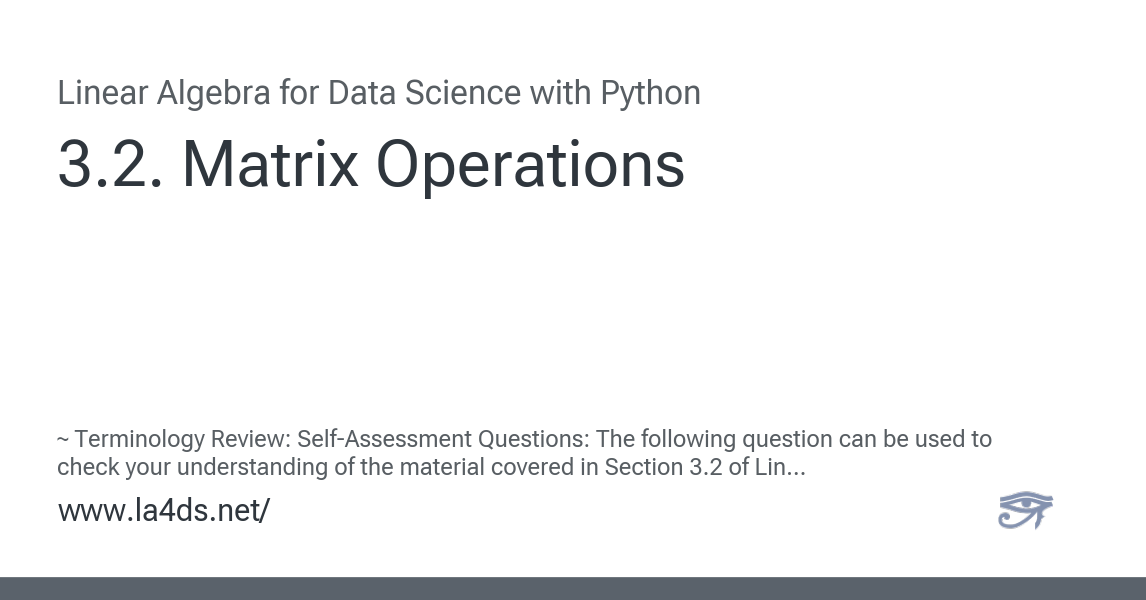 Linear Algebra for Data Science with Python
3.2. Matrix Operations
~ Terminology Review: Self-Assessment Questions: The following question can be used to
check your understanding of the material covered in Section 3.2 of Lin...
www.la4ds.net/